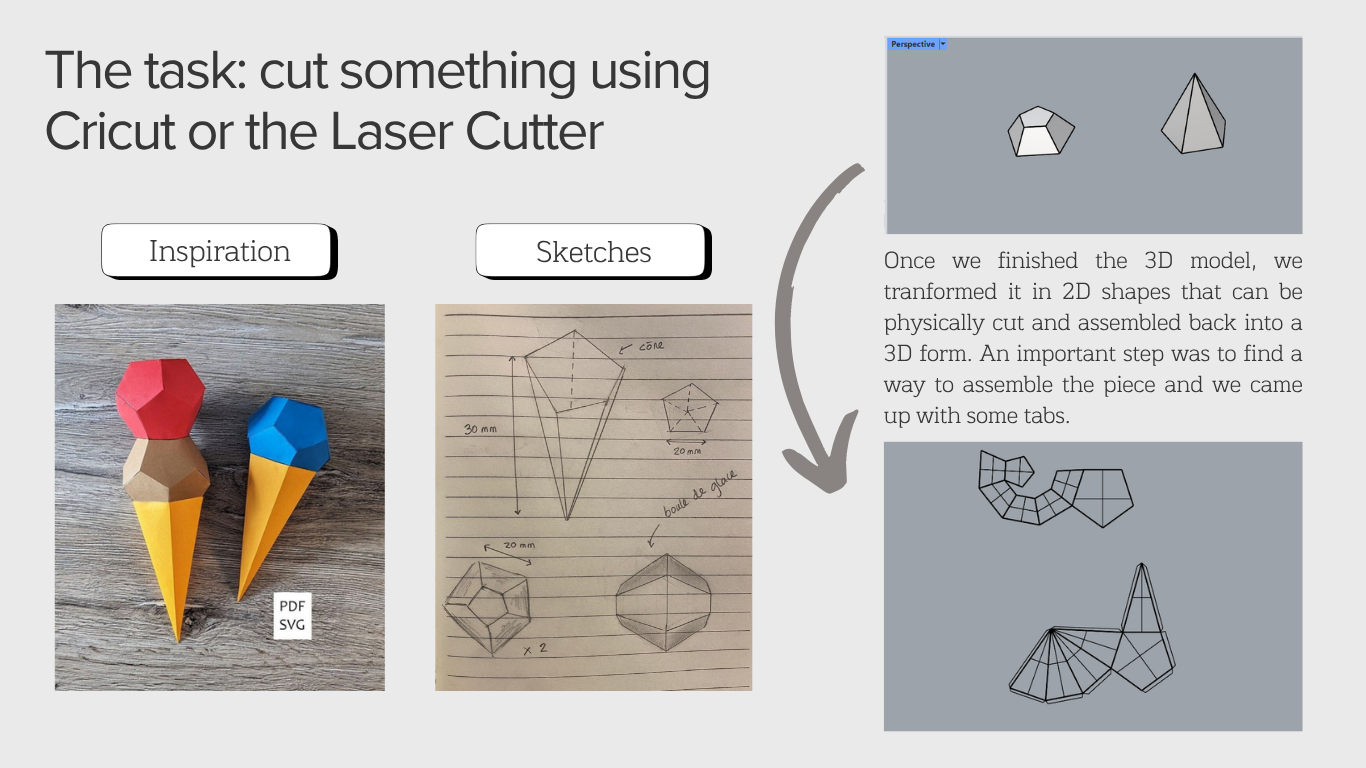 The task: cut something using
Cricut or the Laser Cutter
Inspiration
Sketches
PDF
SVG
cōne
30 mm
20 mm
boule de glace
20 mm
x 2
Perspective
Once we finished the 3D model, we
tranformed it in 2D shapes that can be
physically cut and assembled back into a
3D form. An important step was to find a
way to assemble the piece and we came
up with some tabs.